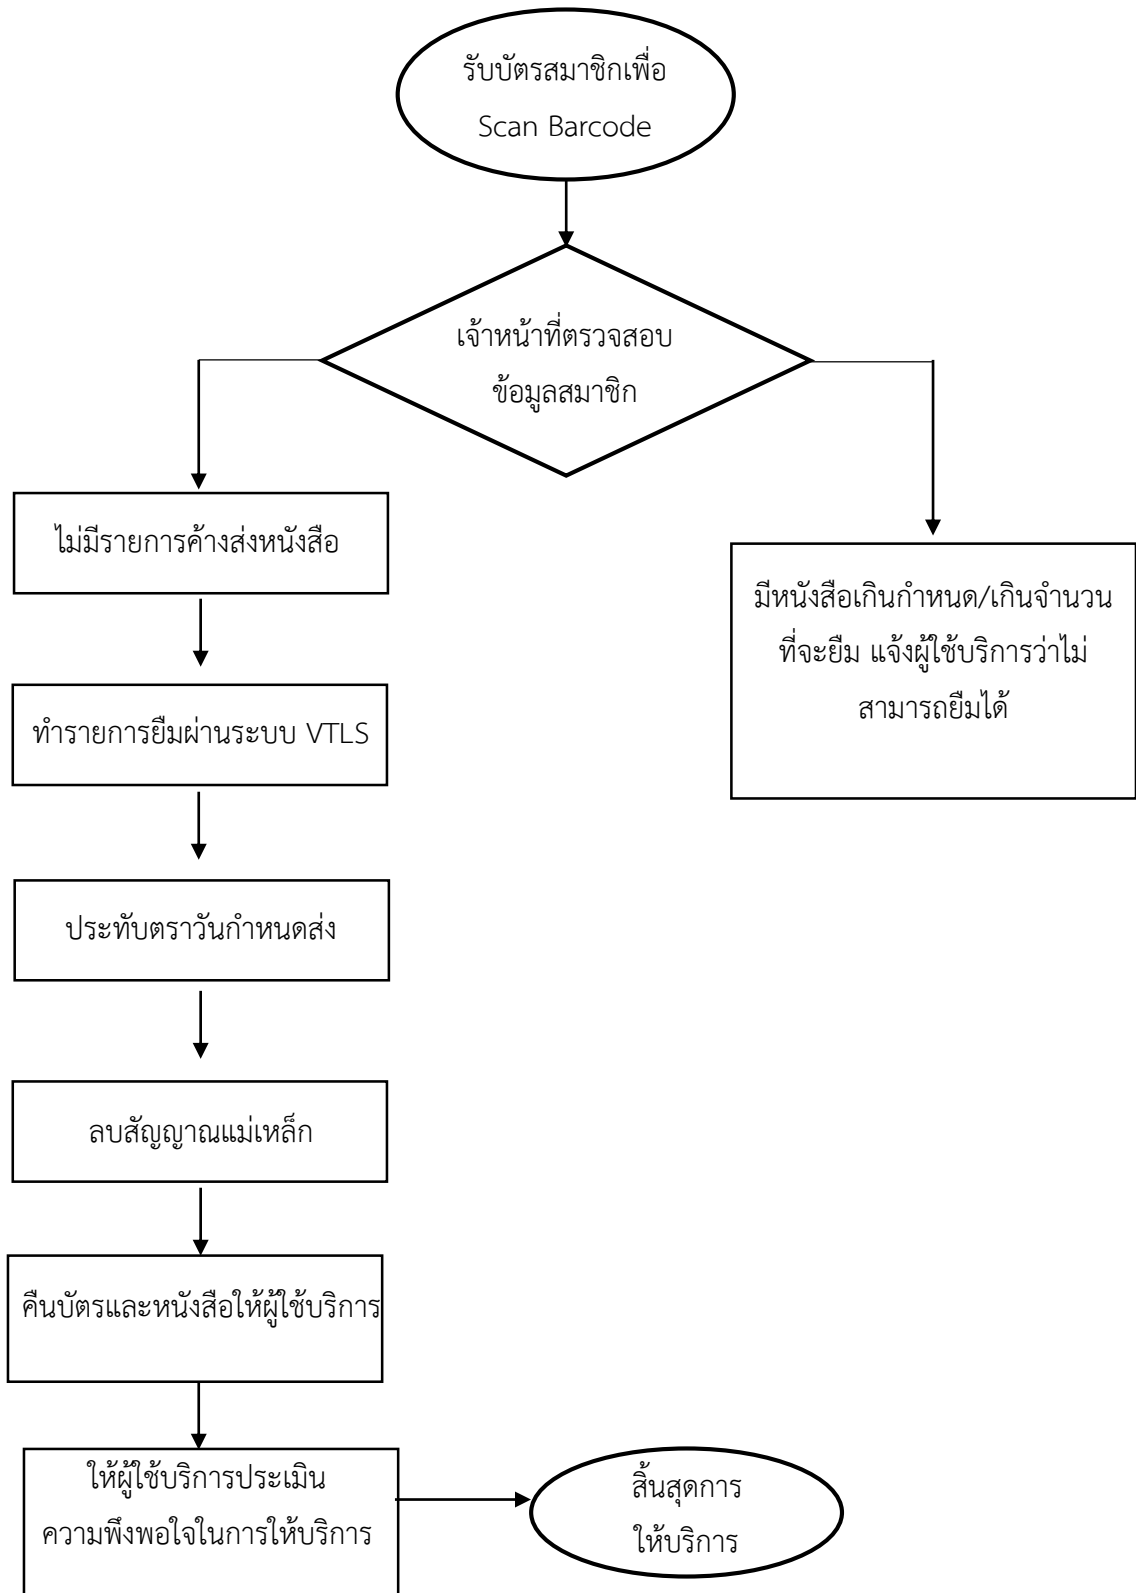 รับบัตรสมาชิกเพื่อ
Scan Barcode
เจ้าหน้าที่ตรวจสอบ
ข้อมูลสมาชิก
ไม่มีรายการค้างส่งหนังสือ
มีหนังสือเกินกำหนด/เกินจำนวน
ที่จะยืม แจ้งผู้ใช้บริการว่าไม่
สามารถยืมได้
ทำรายการยืมผ่านระบบ VTLS
ประทับตราวันกำหนดส่ง
ลบสัญญาณแม่เหล็ก
คืนบัตรและหนังสือให้ผู้ใช้บริการ
ให้ผู้ใช้บริการประเมิน
ความพึงพอใจในการให้บริการ
สิ้นสุดการ
ให้บริการ